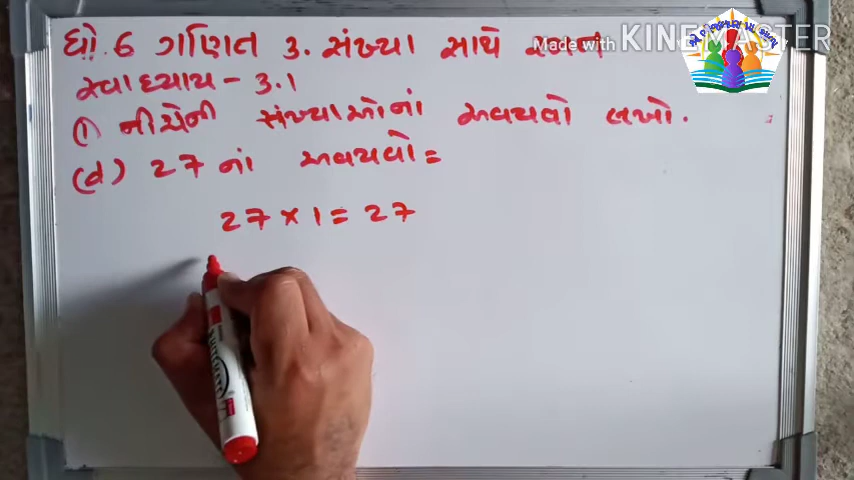 ધો. 6 ગણિત 3. સંખ્યા સાથે રમત
Made with KINEMASTER
સ્વાધ્યાય - 3.1
(1) નીચેની સંખ્યાઓનાં અવયવો લખો.
(d) 27 નાં અવયવો =
27 × 1 = 27